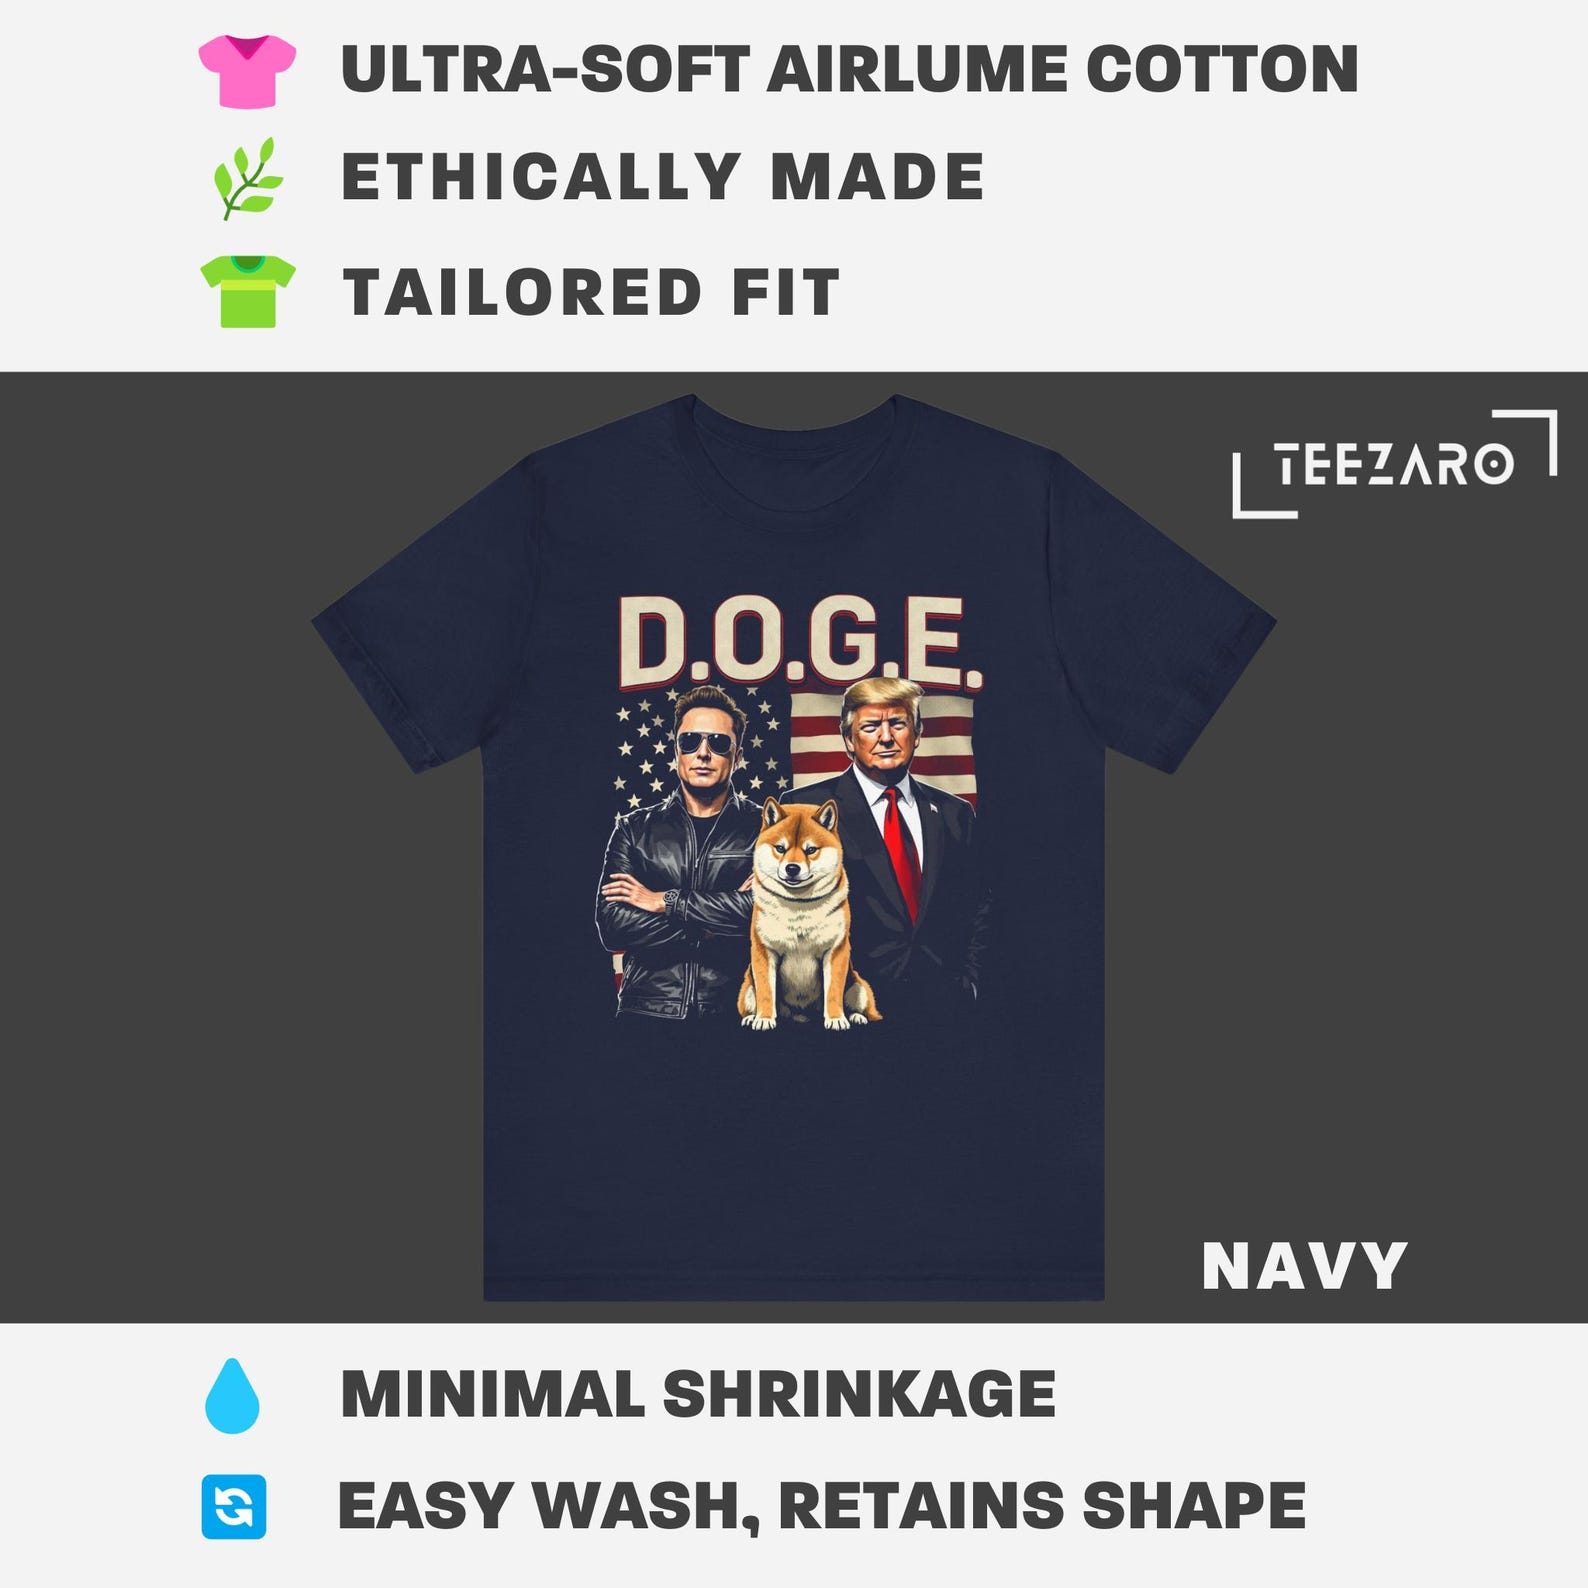 ULTRA-SOFT AIRLUME COTTON
ETHICALLY MADE
TAILORED FIT
TEEZARO
D.O.G.E.
NAVY
MINIMAL SHRINKAGE
EASY WASH, RETAINS SHAPE